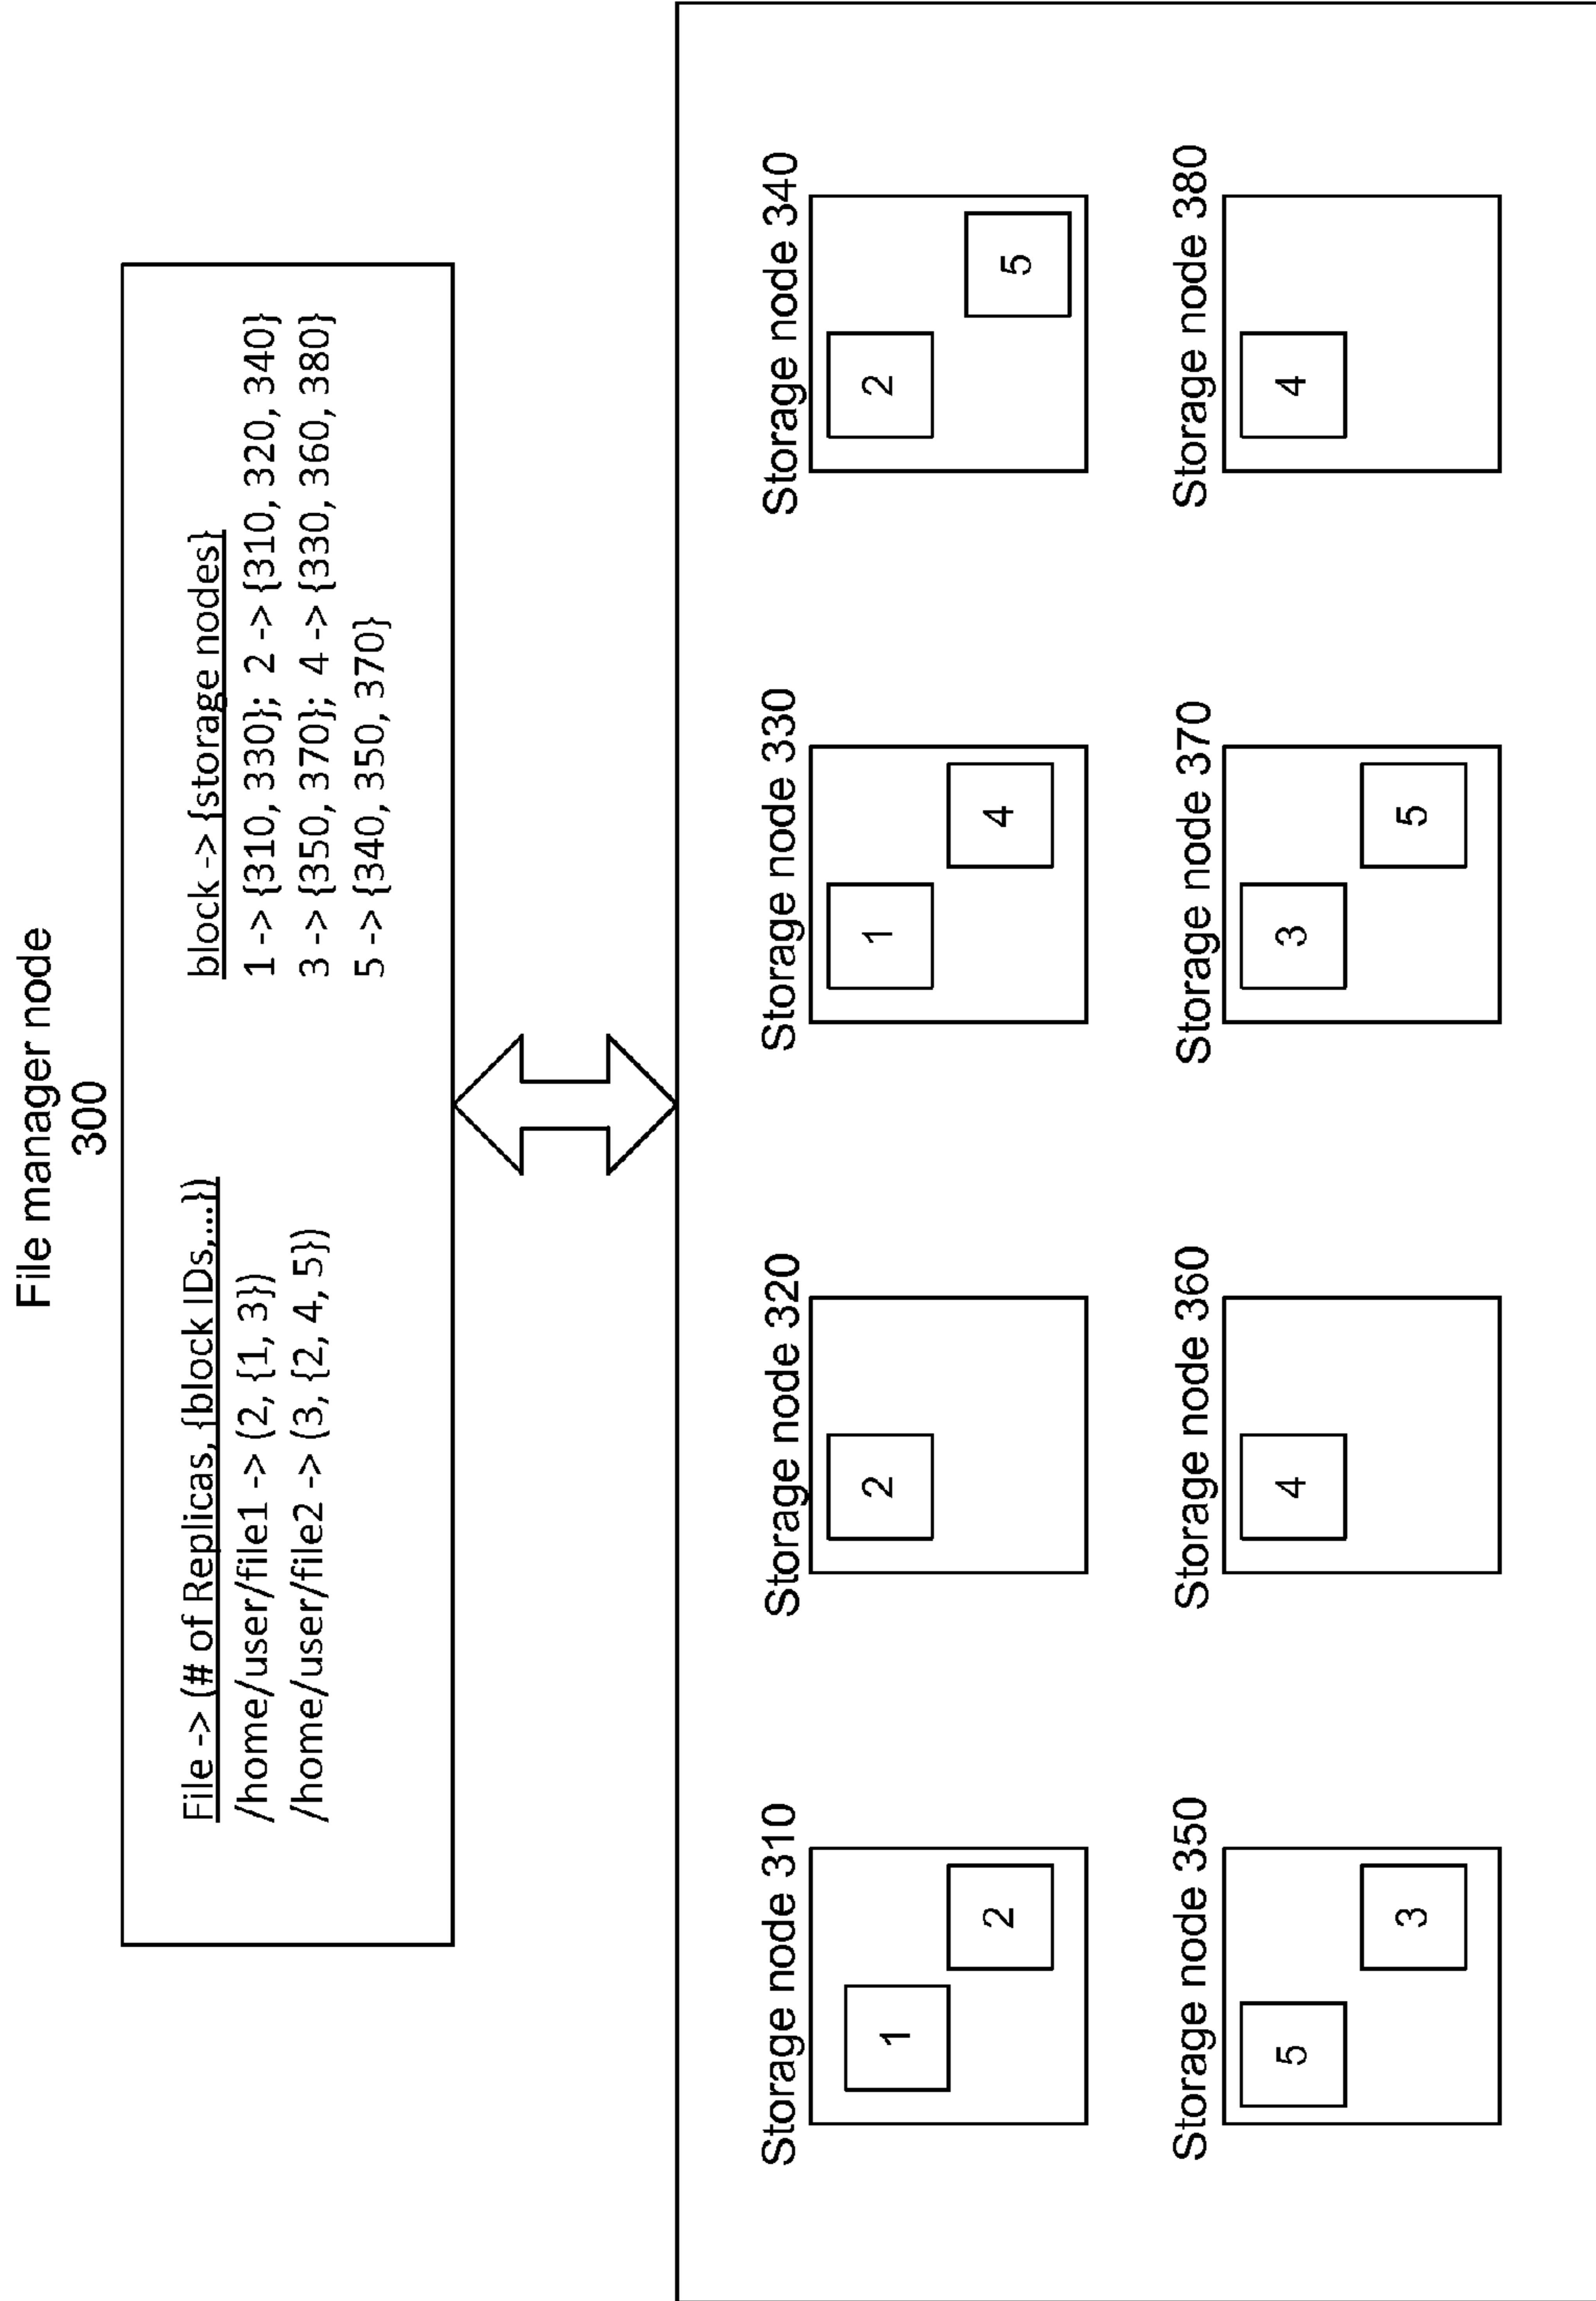 File manager node
300
File -> (# of Replicas, {block IDs,...})
/home/user/file1 -> (2, {1, 3})
/home/user/file2 -> (3, {2, 4, 5})
block -> {storage nodes}
1 -> {310, 330}; 2 -> {310, 320, 340}
3 -> {350, 370}; 4 -> {330, 360, 380}
5 -> {340, 350, 370}
Storage node 310
1
2
Storage node 320
2
Storage node 330
1
4
Storage node 340
2
5
Storage node 350
5
3
Storage node 360
4
Storage node 370
3
5
Storage node 380
4